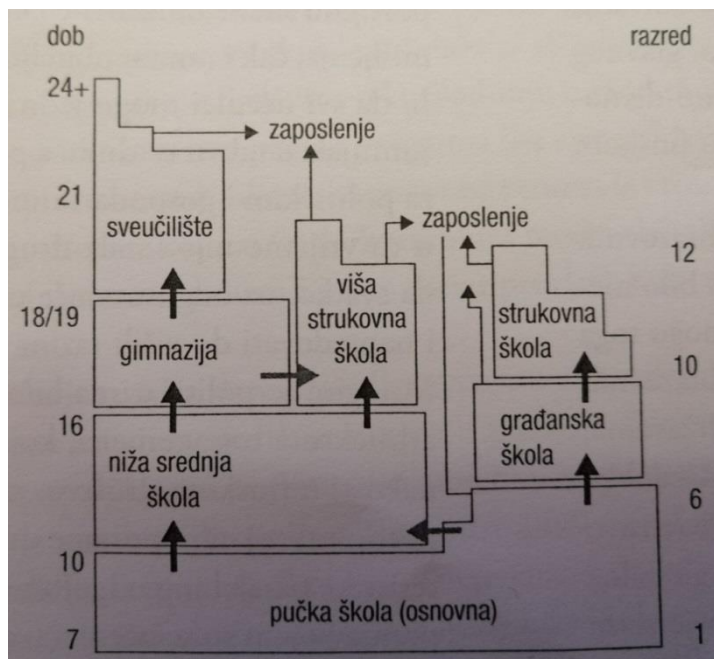 dob
razred
24+
zaposlenje
21
sveučilište
zaposlenje
12
viša
strukovna
škola
strukovna
škola
18/19
gimnazija
10
16
građanska
škola
niža srednja
škola
6
10
pučka škola (osnovna)
7
1